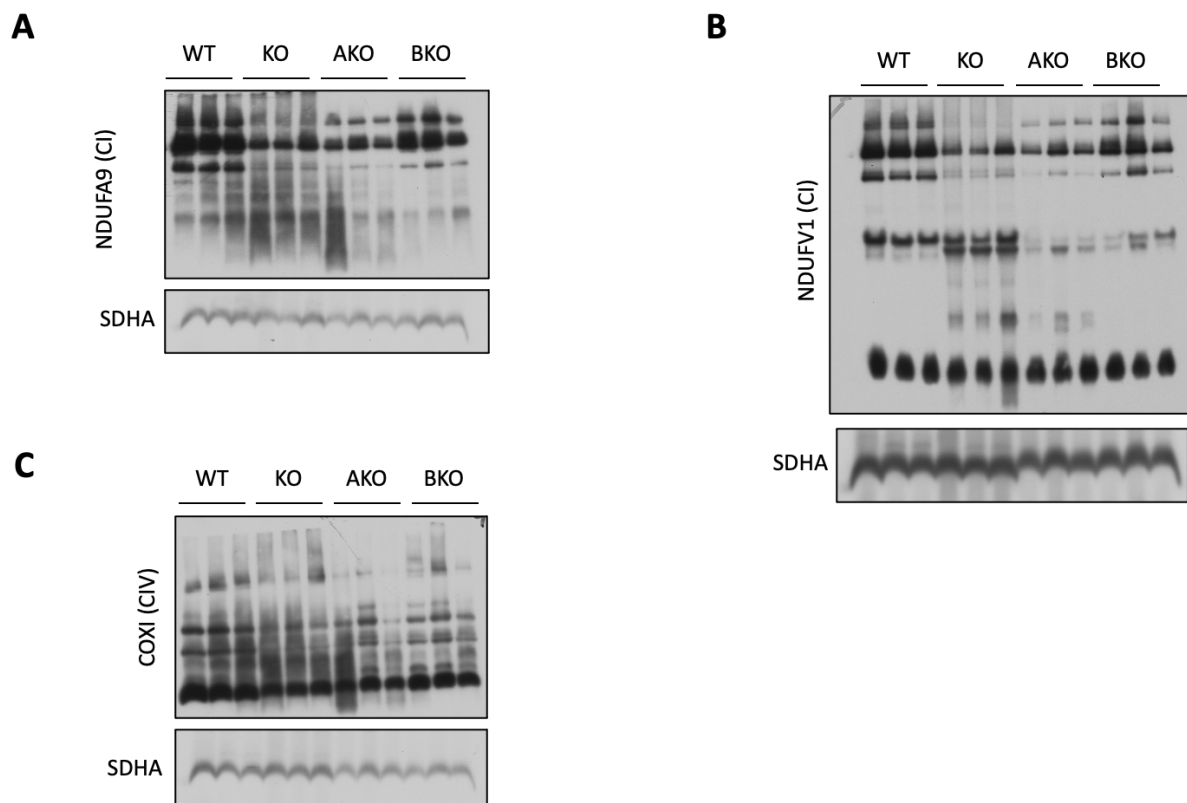 A
WT KO AKO BKO
NDUFA9 (CI)
SDHA
B
WT KO AKO BKO
NDUFV1 (CI)
SDHA
C
WT KO AKO BKO
COXI (CIV)
SDHA